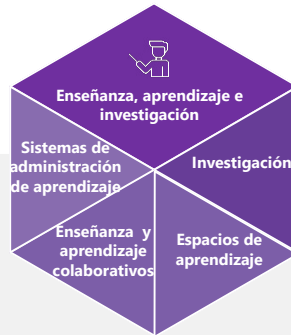 Enseñanza, aprendizaje e
investigación
Sistemas de
administración
de aprendizaje
Investigación
Enseñanza y
aprendizaje
colaborativos
Espacios de
aprendizaje